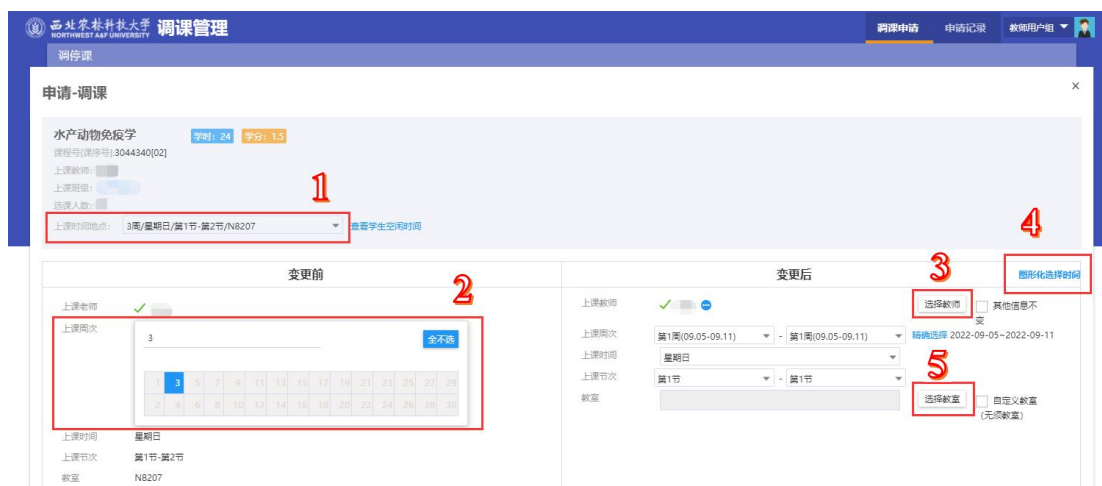 西北农林科技大学 调课管理 调课申请 申请记录 教师用户组
NORTHWEST A&F UNIVERSITY
调停课
申请-调课 ×
水产动物免疫学 学时：24 学分：1.5
课程号[课序号]:3044340[02]
上课教师:
上课班级:
选课人数:
1
上课时间地点: 3周/星期日/第1节-第2节/N8207 查看学生空闲时间
4
变更前 变更后 图形化选择时间
2 3
上课老师 上课教师 选择教师 其他信息不变
上课周次 3 全不选
1 3 5 7 9 11 13 15 17 19 21 23 25 27 29
2 4 6 8 10 12 14 16 18 20 22 24 26 28 30
上课周次 第1周(09.05-09.11) - 第1周(09.05-09.11) 精确选择 2022-09-05~2022-09-11
上课时间 星期日
5
上课节次 第1节 - 第1节
教室 选择教室 自定义教室
(无须教室)
上课时间 星期日
上课节次 第1节-第2节
教室 N8207